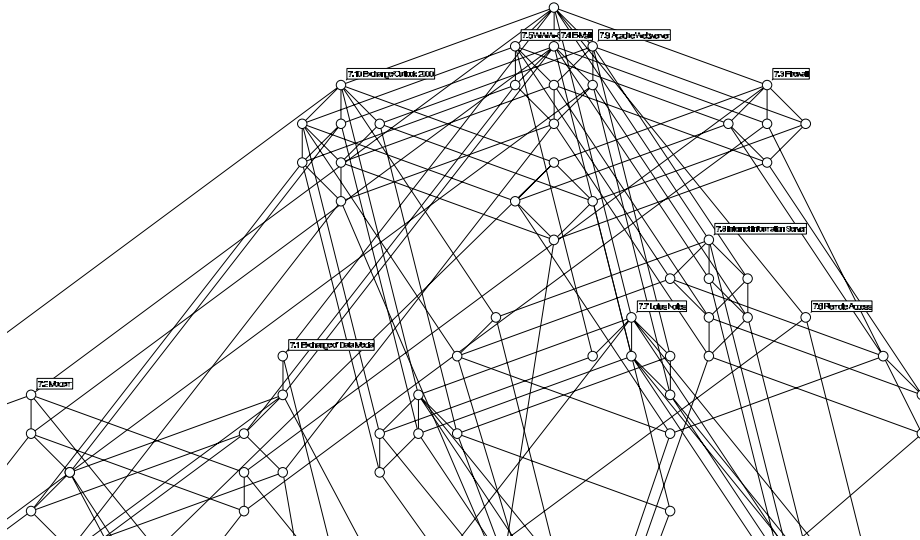 7.5 WWW-
7.4 E-Mail
7.9 Apache Webserver
7.10 Exchange/Outlook 2000
7.3 Firewall
7.8 Internet Information Server
7.7 Lotus Notes
7.6 Remote Access
7.1 Exchange of Data Media
7.2 Modem